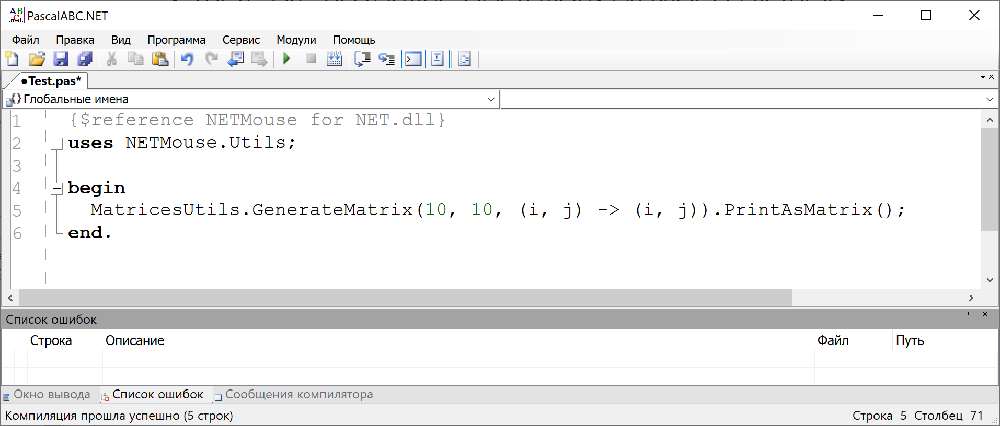 PascalABC.NET
Файл Правка Вид Программа Сервис Модули Помощь
●Test.pas*
Глобальные имена
1 {$reference NETMouse for NET.dll}
2 uses NETMouse.Utils;
3
4 begin
5 MatricesUtils.GenerateMatrix(10, 10, (i, j) -> (i, j)).PrintAsMatrix();
6 end.
Список ошибок
Строка Описание Файл Путь
Окно вывода Список ошибок Сообщения компилятора
Компиляция прошла успешно (5 строк) Строка 5 Столбец 71